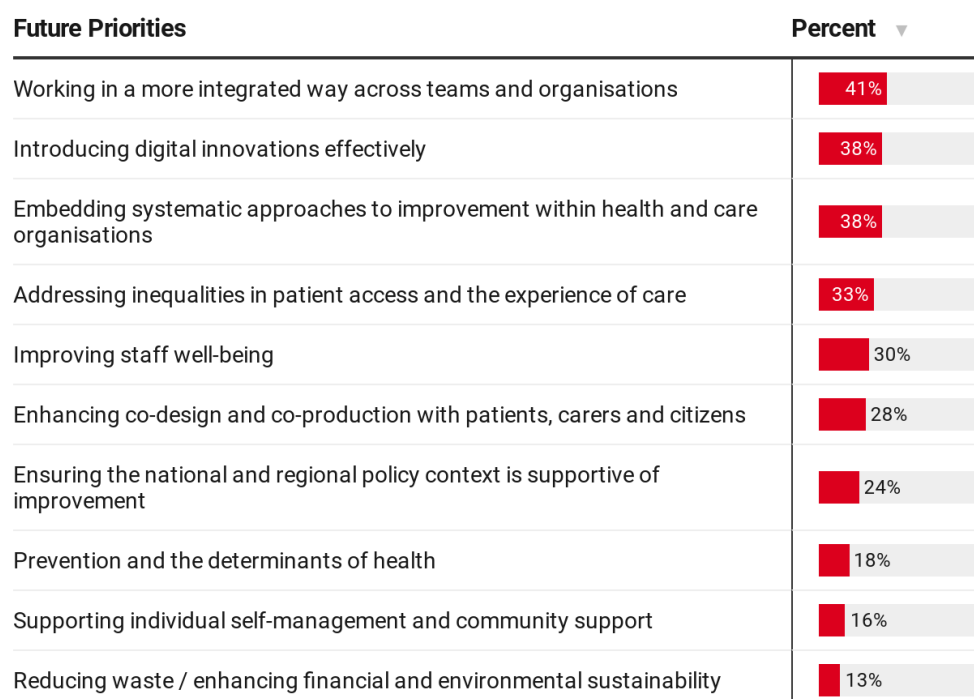 Future Priorities Percent ▼
Working in a more integrated way across teams and organisations 41%
Introducing digital innovations effectively 38%
Embedding systematic approaches to improvement within health and care
organisations 38%
Addressing inequalities in patient access and the experience of care 33%
Improving staff well-being 30%
Enhancing co-design and co-production with patients, carers and citizens 28%
Ensuring the national and regional policy context is supportive of
improvement 24%
Prevention and the determinants of health 18%
Supporting individual self-management and community support 16%
Reducing waste / enhancing financial and environmental sustainability 13%